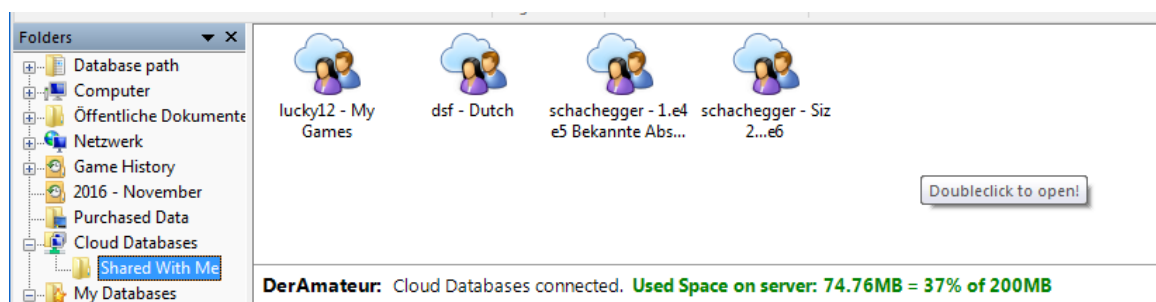 Folders
Database path
Computer
Öffentliche Dokumente
Netzwerk
Game History
2016 - November
Purchased Data
Cloud Databases
Shared With Me
My Databases
lucky12 - My
Games
dsf - Dutch
schachegger - 1.e4
e5 Bekannte Abs...
schachegger - Siz
2...e6
Doubleclick to open!
DerAmateur: Cloud Databases connected. Used Space on server: 74.76MB = 37% of 200MB